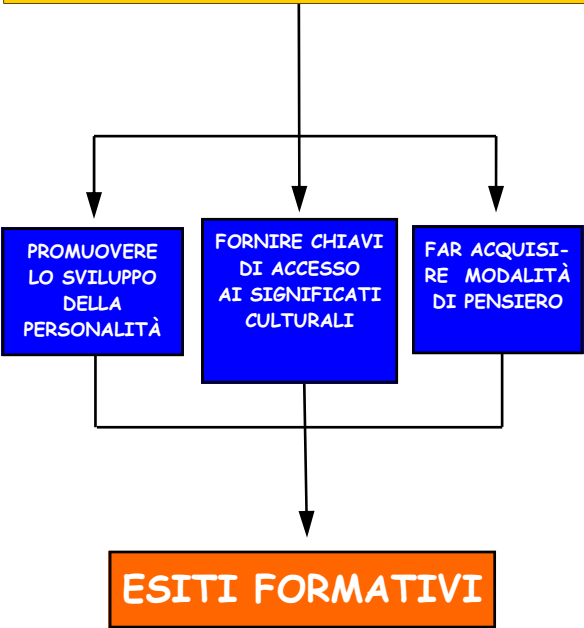 PROMUOVERE
LO SVILUPPO
DELLA
PERSONALITÀ
FORNIRE CHIAVI
DI ACCESSO
AI SIGNIFICATI
CULTURALI
FAR ACQUISI-
RE MODALITÀ
DI PENSIERO
ESITI FORMATIVI